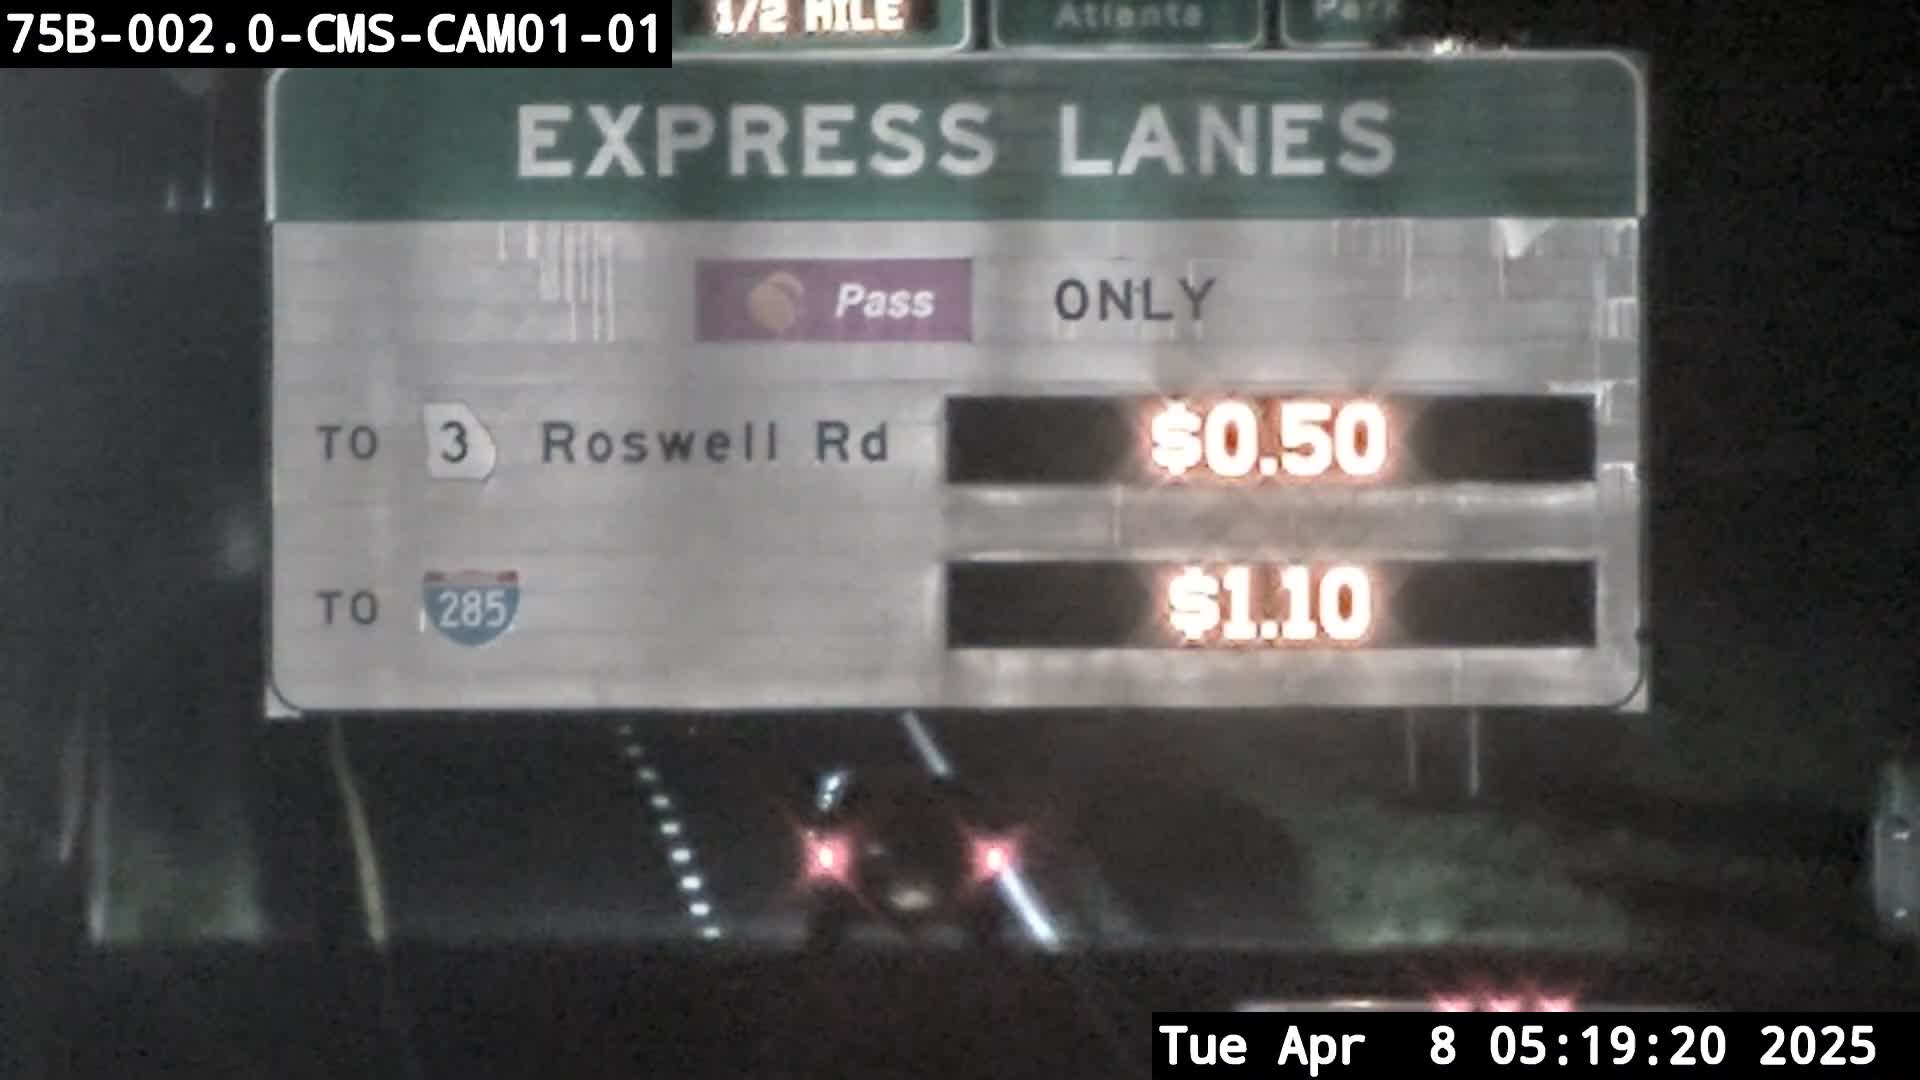 75B-002.0-CMS-CAM01-01
1/2 MILE
Atlanta
Park
EXPRESS LANES
Pass ONLY
TO 3 Roswell Rd $0.50
TO 285 $1.10
Tue Apr 8 05:19:20 2025